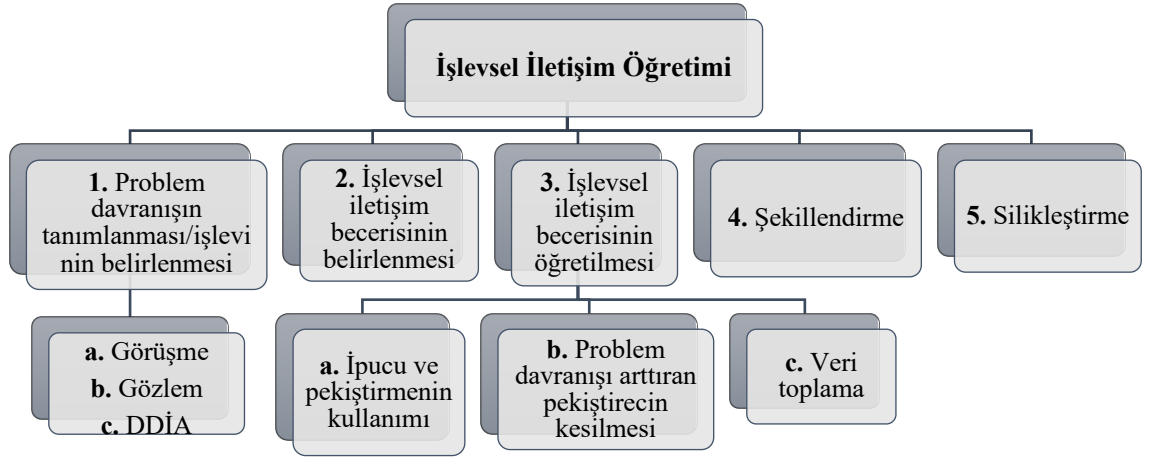 İşlevsel İletişim Öğretimi
1. Problem
davranışın
tanımlanması/işlevi
nin belirlenmesi
2. İşlevsel
iletişim
becerisinin
belirlenmesi
3. İşlevsel
iletişim
becerisinin
öğretilmesi
4. Şekillendirme
5. Silikleştirme
a. Görüşme
b. Gözlem
c. DDİA
a. İpucu ve
pekiştirmenin
kullanımı
b. Problem
davranışı arttıran
pekiştirecin
kesilmesi
c. Veri
toplama